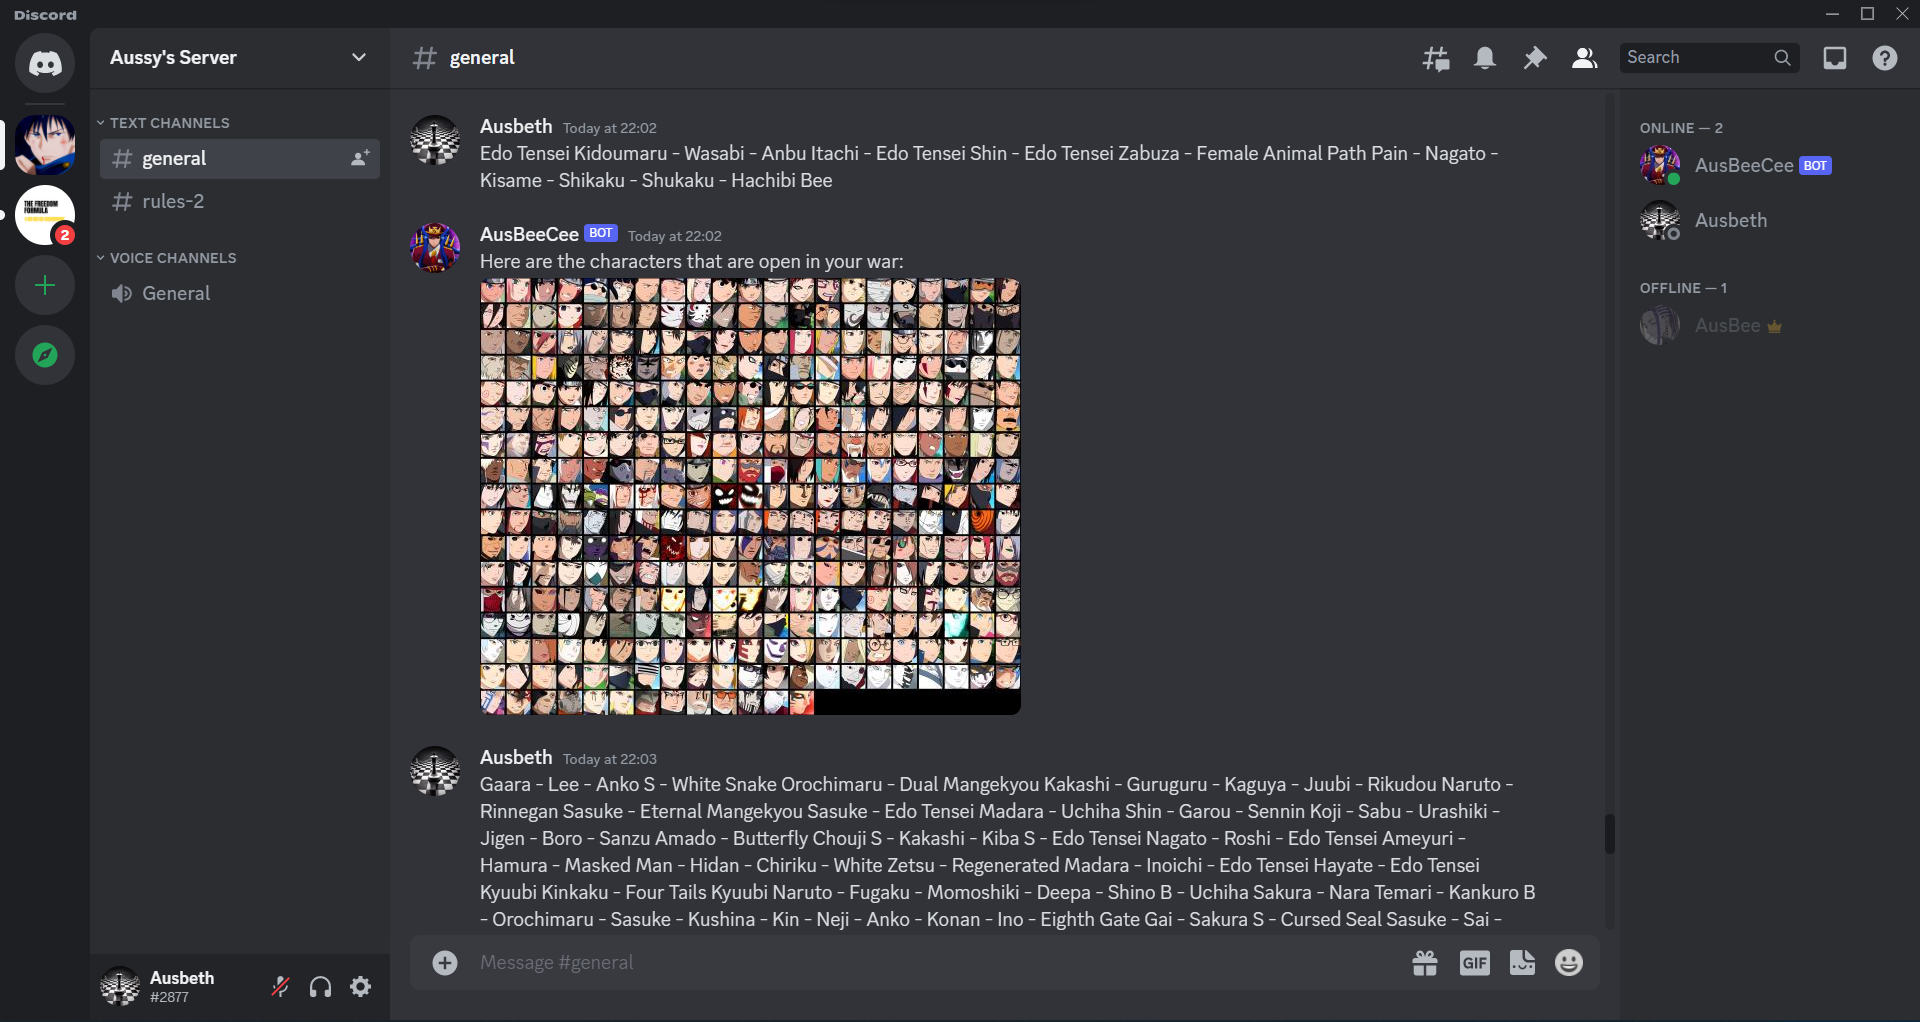 Discord
Aussy's Server
general
Search
TEXT CHANNELS
general
rules-2
VOICE CHANNELS
General
THE FREEDOM
FORMULA
2
Ausbeth Today at 22:02
Edo Tensei Kidoumaru - Wasabi - Anbu Itachi - Edo Tensei Shin - Edo Tensei Zabuza - Female Animal Path Pain - Nagato -
Kisame - Shikaku - Shukaku - Hachibi Bee
AusBeeCee BOT Today at 22:02
Here are the characters that are open in your war:
Ausbeth Today at 22:03
Gaara - Lee - Anko S - White Snake Orochimaru - Dual Mangekyou Kakashi - Guruguru - Kaguya - Juubi - Rikudou Naruto -
Rinnegan Sasuke - Eternal Mangekyou Sasuke - Edo Tensei Madara - Uchiha Shin - Garou - Sennin Koji - Sabu - Urashiki -
Jigen - Boro - Sanzu Amado - Butterfly Chouji S - Kakashi - Kiba S - Edo Tensei Nagato - Roshi - Edo Tensei Ameyuri -
Hamura - Masked Man - Hidan - Chiriku - White Zetsu - Regenerated Madara - Inoichi - Edo Tensei Hayate - Edo Tensei
Kyuubi Kinkaku - Four Tails Kyuubi Naruto - Fugaku - Momoshiki - Deepa - Shino B - Uchiha Sakura - Nara Temari - Kankuro B
- Orochimaru - Sasuke - Kushina - Kin - Neji - Anko - Konan - Ino - Eighth Gate Gai - Sakura S - Cursed Seal Sasuke - Sai -
Message #general
GIF
ONLINE — 2
AusBeeCee BOT
Ausbeth
OFFLINE — 1
AusBee
Ausbeth
#2877